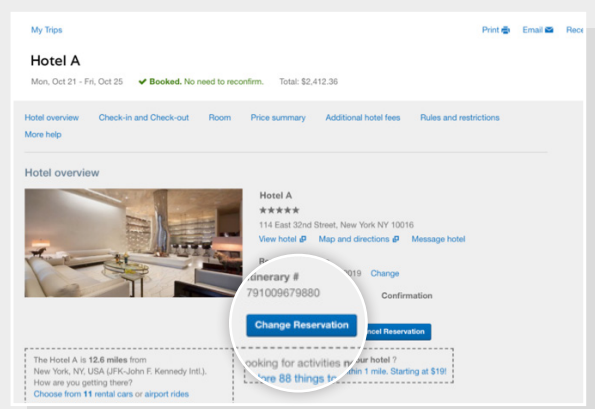 My Trips
Print Email Rece
Hotel A
Mon, Oct 21 - Fri, Oct 25 Booked. No need to reconfirm. Total: $2,412.36
Hotel overview Check-in and Check-out Room Price summary Additional hotel fees Rules and restrictions
More help
Hotel overview
Hotel A
114 East 32nd Street, New York NY 10016
View hotel Map and directions Message hotel
2019 Change
tinerary #
791009679880
Confirmation
Change Reservation
ncel Reservation
The Hotel A is 12.6 miles from
New York, NY, USA (JFK-John F. Kennedy Intl.).
How are you getting there?
Choose from 11 rental cars or airport rides
ooking for activities
our hotel ?
lore 88 things to
thin 1 mile. Starting at $19!